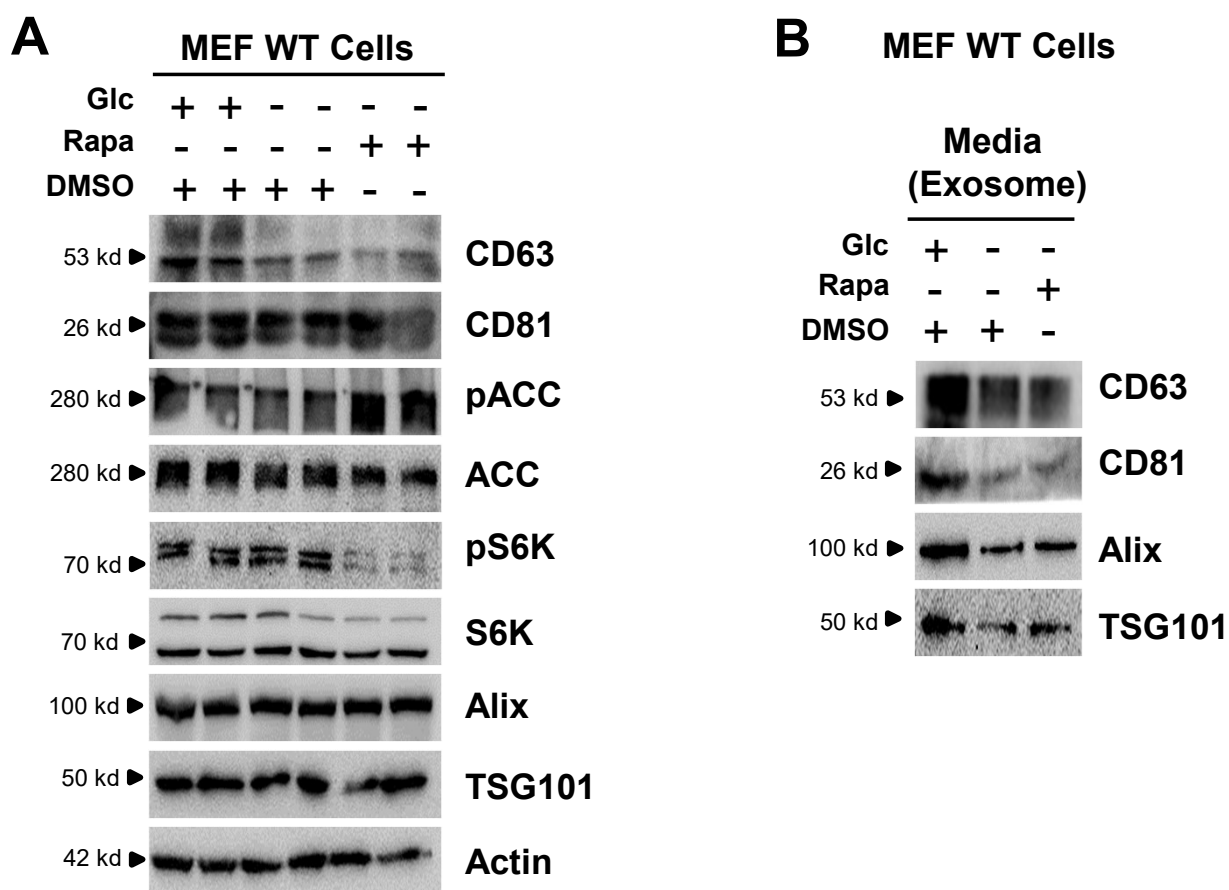 A
MEF WT Cells
Glc + + - - - -
Rapa - - - - + +
DMSO + + + + - -
53 kd CD63
26 kd CD81
280 kd pACC
280 kd ACC
70 kd pS6K
70 kd S6K
100 kd Alix
50 kd TSG101
42 kd Actin
B
MEF WT Cells
Media
(Exosome)
Glc + - -
Rapa - - +
DMSO + + -
53 kd CD63
26 kd CD81
100 kd Alix
50 kd TSG101